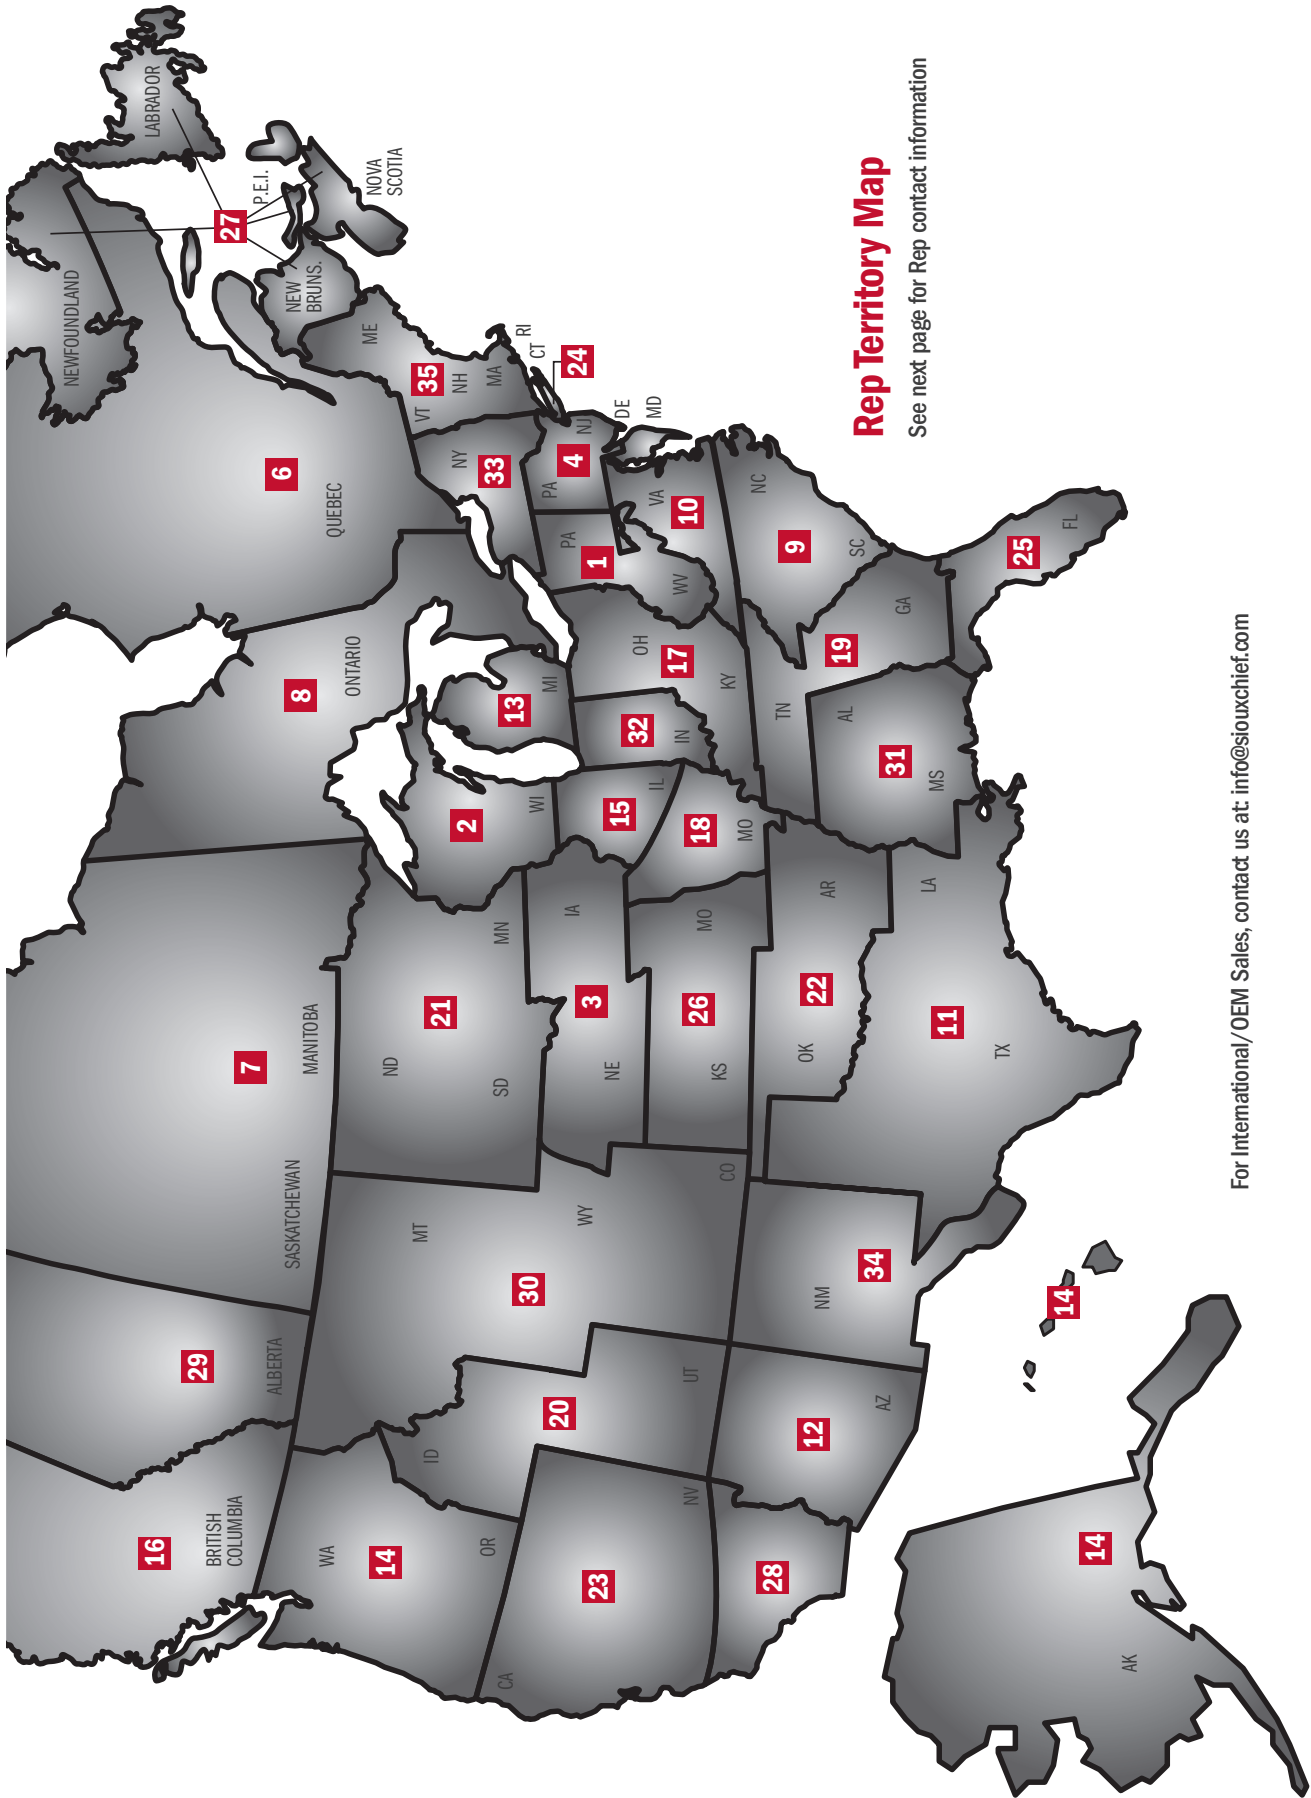 Rep Territory Map
See next page for Rep contact information
16
BRITISH
COLUMBIA
29
ALBERTA
7
SASKATCHEWAN
MANITOBA
8
ONTARIO
6
QUEBEC
NEWFOUNDLAND
LABRADOR
27
P.E.I.
NOVA
SCOTIA
NEW
BRUNS.
WA
14
OR
ID
20
UT
MT
30
WY
CO
ND
21
SD
MN
2
WI
13
MI
VT
35
NH
ME
MA
RI
CT
24
NY
33
PA
4
NJ
DE
MD
PA
1
WV
VA
10
OH
17
KY
32
IN
15
IL
18
MO
IA
3
NE
MO
26
KS
CA
23
NV
28
12
AZ
NM
34
OK
22
AR
11
TX
LA
TN
19
GA
AL
31
MS
NC
9
SC
25
FL
14
AK
14
For International/OEM Sales, contact us at: info@siouxchief.com